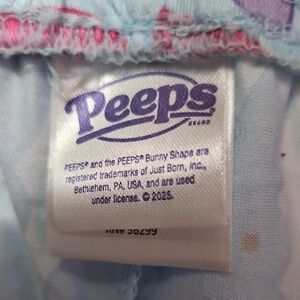 Peeps
BRAND
PEEPS® and the PEEPS® Bunny Shape are
registered trademarks of Just Born, Inc.,
Bethlehem, PA, USA, and are used
under license. © 2025.
RN# 36299